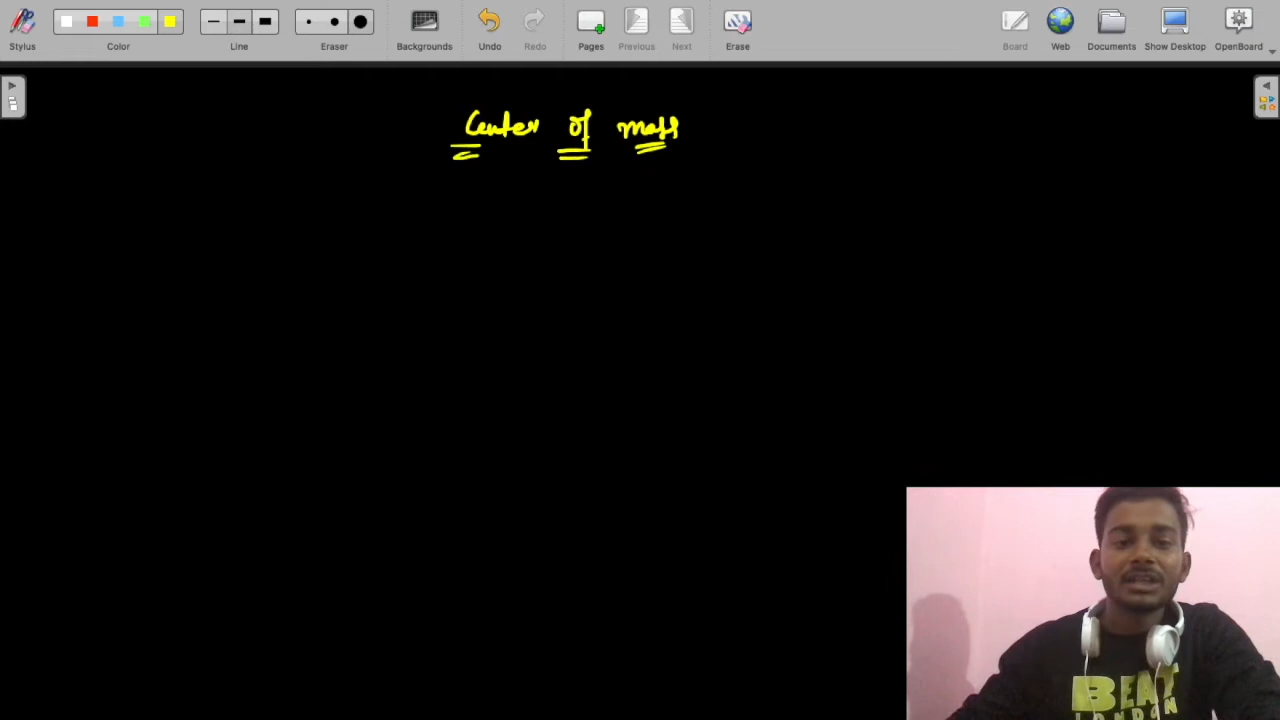 Stylus Color Line Eraser Backgrounds Undo Redo Pages Previous Next Erase Board Web Documents Show Desktop OpenBoard
Center of mass
BEAT
LONDON